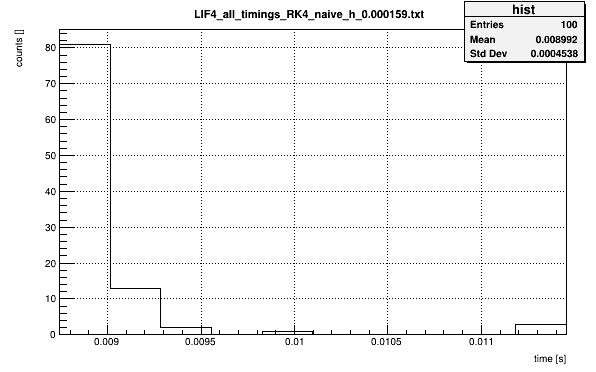 LIF4_all_timings_RK4_naive_h_0.000159.txt
hist
Entries 100
Mean 0.008992
Std Dev 0.0004538
counts []
80
70
60
50
40
30
20
10
0
0.009 0.0095 0.01 0.0105 0.011
time [s]